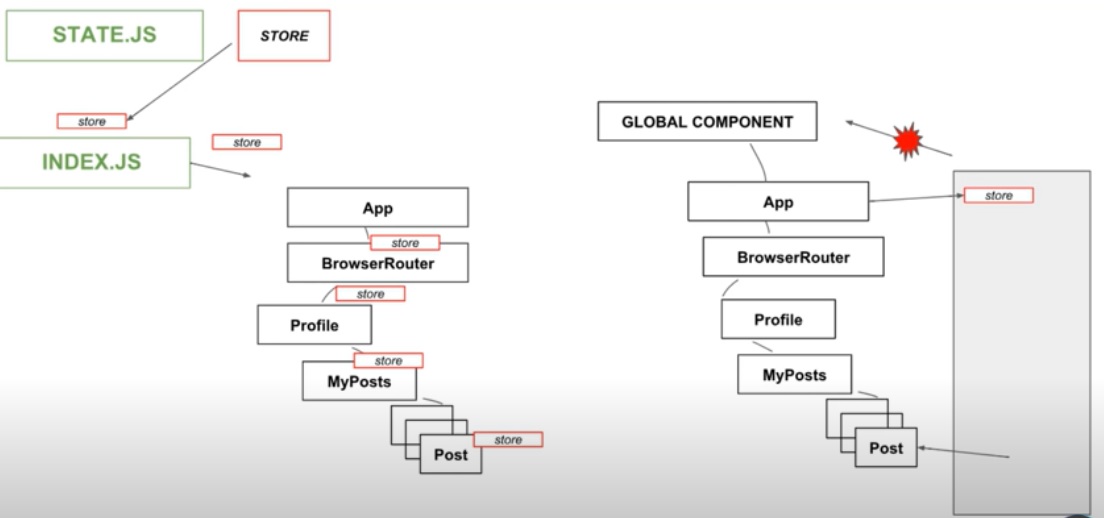 STATE.JS
STORE
store
store
INDEX.JS
App
store
BrowserRouter
store
Profile
store
MyPosts
store
Post
GLOBAL COMPONENT
App
store
BrowserRouter
Profile
MyPosts
Post